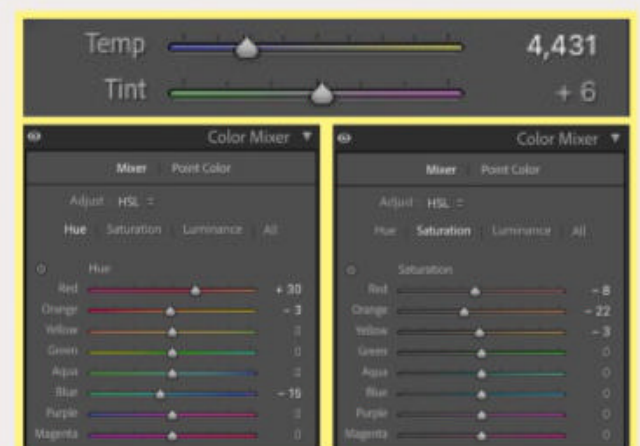 Temp 4,431
Tint + 6
Color Mixer
Mixer Point Color
Adjust HSL
Hue Saturation Luminance All
Hue
Red + 30
Orange - 3
Yellow 0
Green 0
Aqua 0
Blue - 15
Purple 0
Magenta 0
Color Mixer
Mixer Point Color
Adjust HSL
Hue Saturation Luminance All
Saturation
Red - 8
Orange - 22
Yellow - 3
Green 0
Aqua 0
Blue 0
Purple 0
Magenta 0